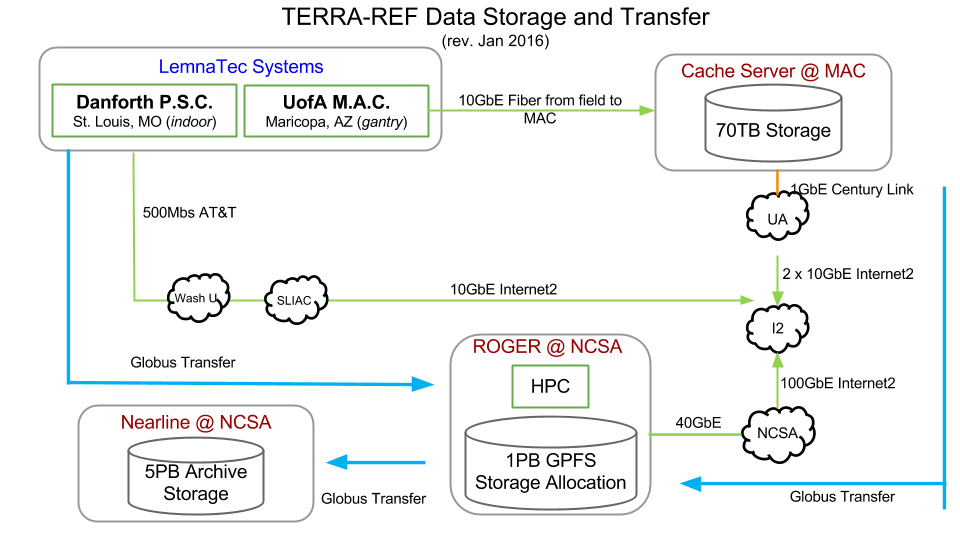 TERRA-REF Data Storage and Transfer
(rev. Jan 2016)
LemnaTec Systems
Danforth P.S.C.
St. Louis, MO (indoor)
UofA M.A.C.
Maricopa, AZ (gantry)
10GbE Fiber from field to
MAC
Cache Server @ MAC
70TB Storage
1GbE Century Link
UA
500Mbs AT&T
2 x 10GbE Internet2
Wash U
SLIAC
10GbE Internet2
I2
Globus Transfer
ROGER @ NCSA
HPC
100GbE Internet2
Nearline @ NCSA
40GbE
NCSA
5PB Archive
Storage
1PB GPFS
Storage Allocation
Globus Transfer
Globus Transfer